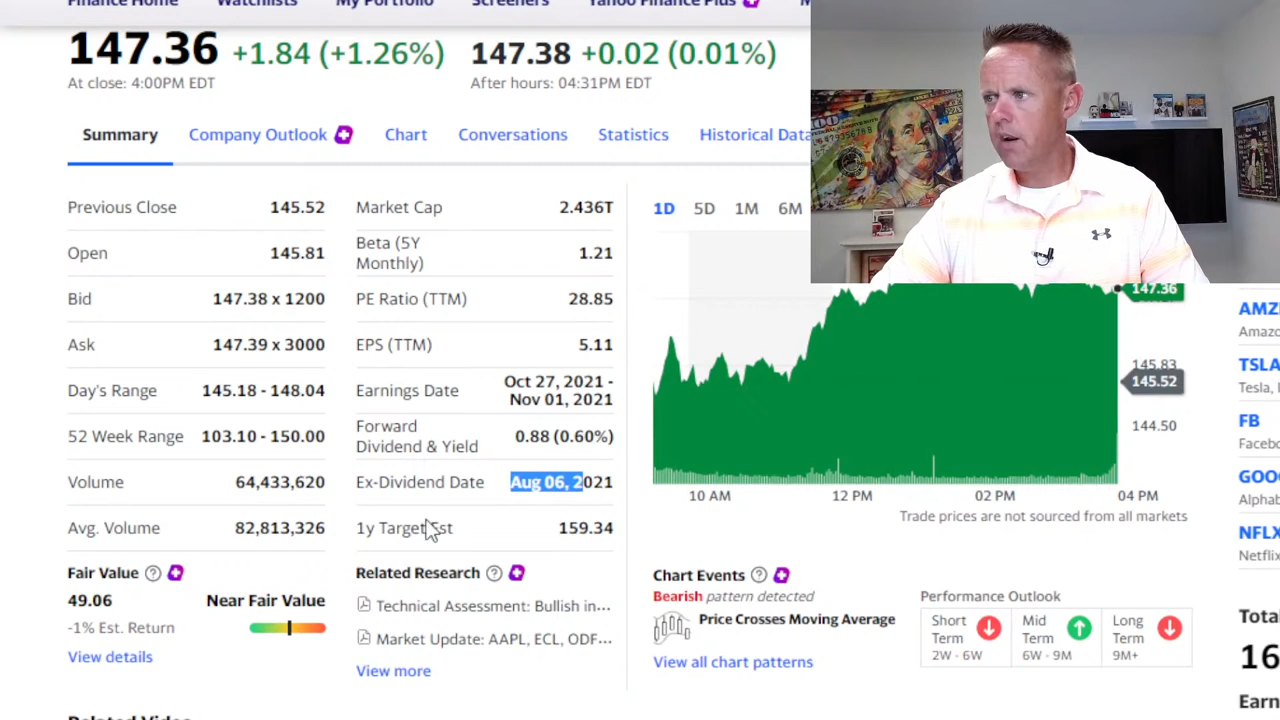 Finance Home Watchlists My Portfolio Screeners Yahoo Finance Plus
147.36 +1.84 (+1.26%) 147.38 +0.02 (0.01%)
At close: 4:00PM EDT After hours: 04:31PM EDT
Summary Company Outlook Chart Conversations Statistics Historical Data
Previous Close 145.52
Open 145.81
Bid 147.38 x 1200
Ask 147.39 x 3000
Day's Range 145.18 - 148.04
52 Week Range 103.10 - 150.00
Volume 64,433,620
Avg. Volume 82,813,326
Market Cap 2.436T
Beta (5Y
Monthly) 1.21
PE Ratio (TTM) 28.85
EPS (TTM) 5.11
Earnings Date Oct 27, 2021 -
Nov 01, 2021
Forward
Dividend & Yield 0.88 (0.60%)
Ex-Dividend Date Aug 06, 2021
1y Target Est 159.34
Fair Value
49.06 Near Fair Value
-1% Est. Return
View details
Related Research
Technical Assessment: Bullish in...
Market Update: AAPL, ECL, ODF...
View more
1D 5D 1M 6M
147.36
145.83
145.52
144.50
10 AM 12 PM 02 PM 04 PM
Trade prices are not sourced from all markets
Chart Events
Bearish pattern detected
Price Crosses Moving Average
View all chart patterns
Performance Outlook
Short
Term
2W - 6W
Mid
Term
6W - 9M
Long
Term
9M+
AMZ
Amazo
TSLA
Tesla, I
FB
Facebo
GOO
Alphab
NFLX
Netfli
Total
16
Earn
Related Video